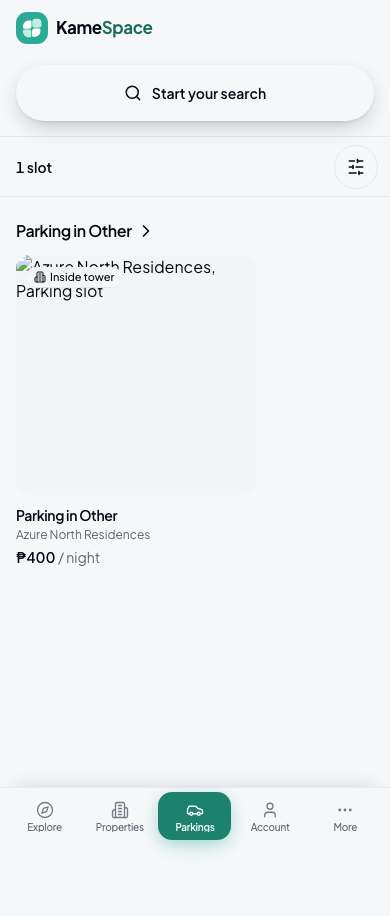 KameSpace
Start your search
1 slot
Parking in Other
Azure North Residences,
Inside tower
Parking slot
Parking in Other
Azure North Residences
₱400 / night
Explore
Properties
Parkings
Account
More